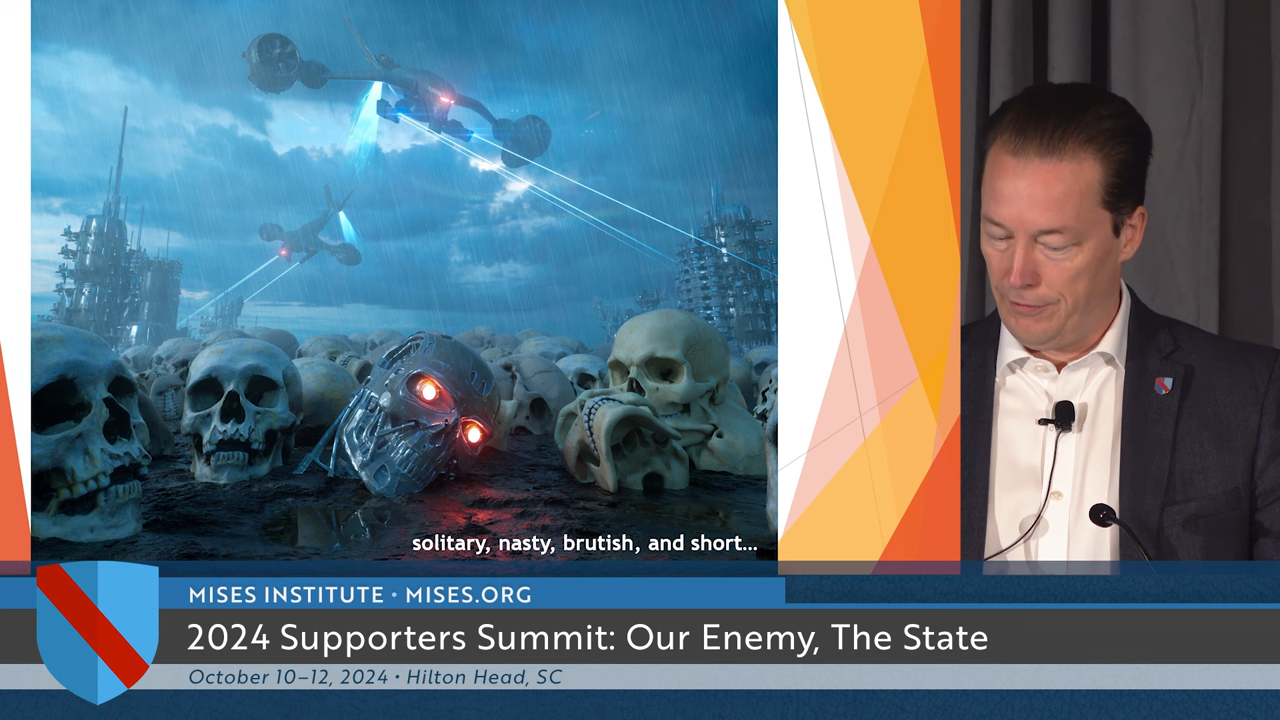 solitary, nasty, brutish, and short...
MISES INSTITUTE • MISES.ORG
2024 Supporters Summit: Our Enemy, The State
October 10–12, 2024 • Hilton Head, SC